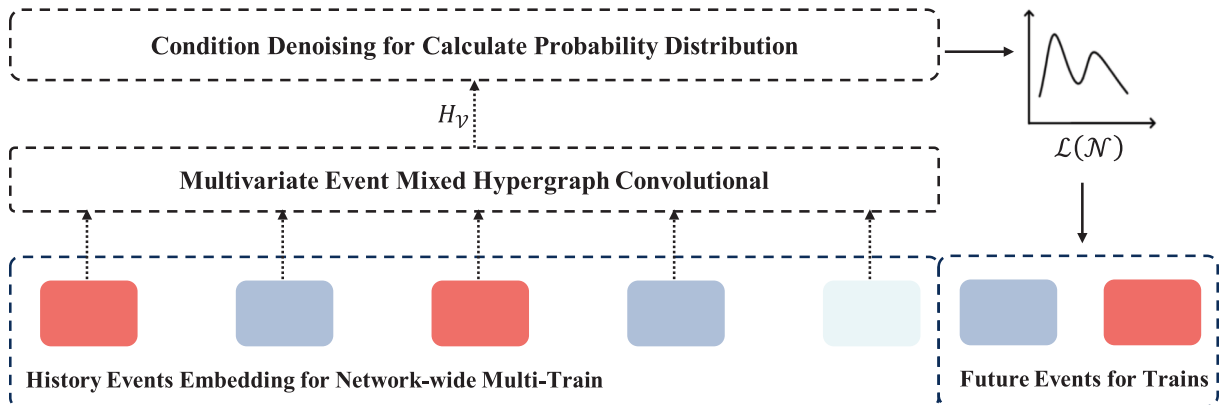 Condition Denoising for Calculate Probability Distribution
H_𝒱
ℒ(𝒩)
Multivariate Event Mixed Hypergraph Convolutional
History Events Embedding for Network-wide Multi-Train
Future Events for Trains